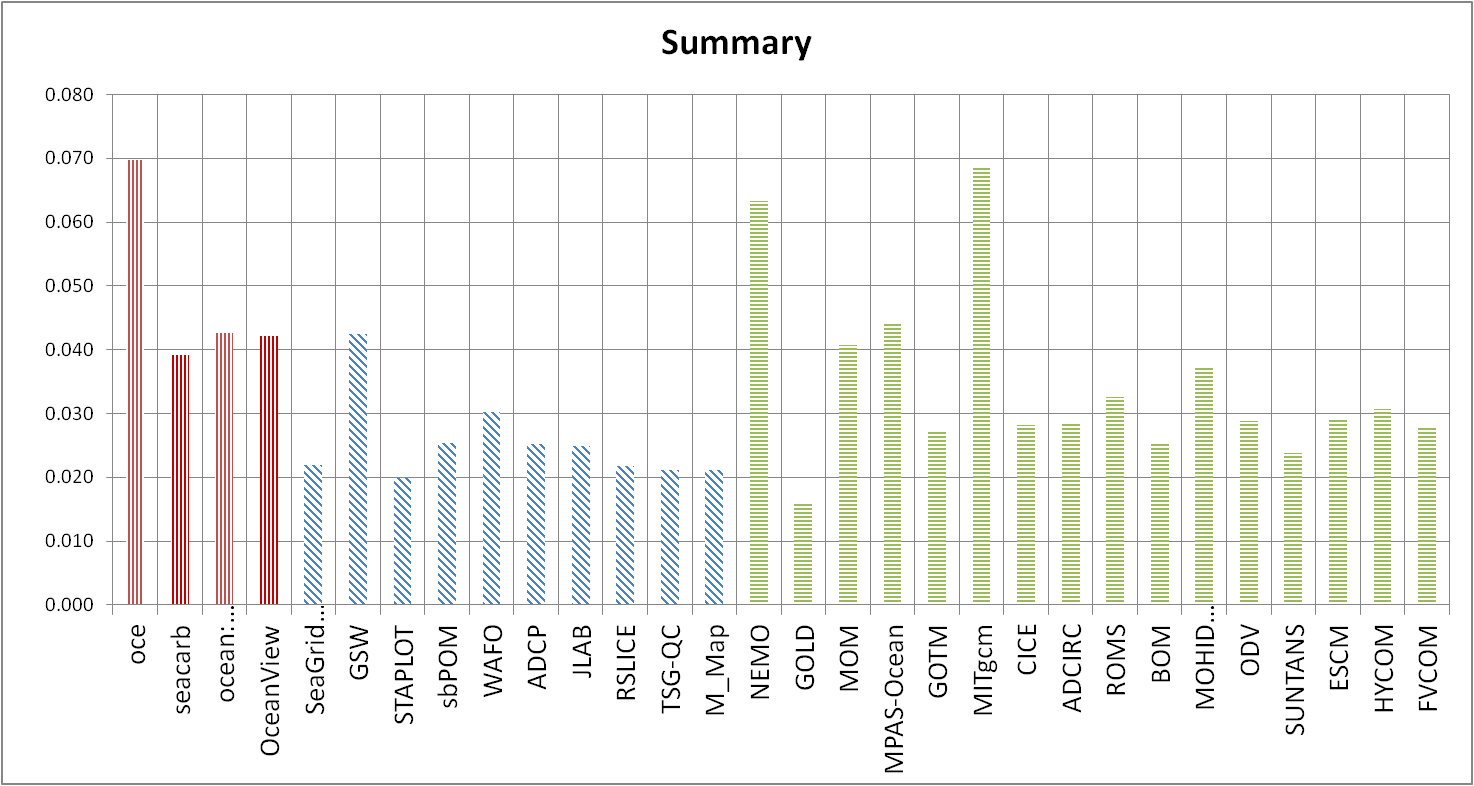 Summary
0.080
0.070
0.060
0.050
0.040
0.030
0.020
0.010
0.000
oce
seacarb
ocean:...
OceanView
SeaGrid...
GSW
STAPLOT
sbPOM
WAFO
ADCP
JLAB
RSLICE
TSG-QC
M_Map
NEMO
GOLD
MOM
MPAS-Ocean
GOTM
MITgcm
CICE
ADCIRC
ROMS
BOM
MOHID...
ODV
SUNTANS
ESCM
HYCOM
FVCOM